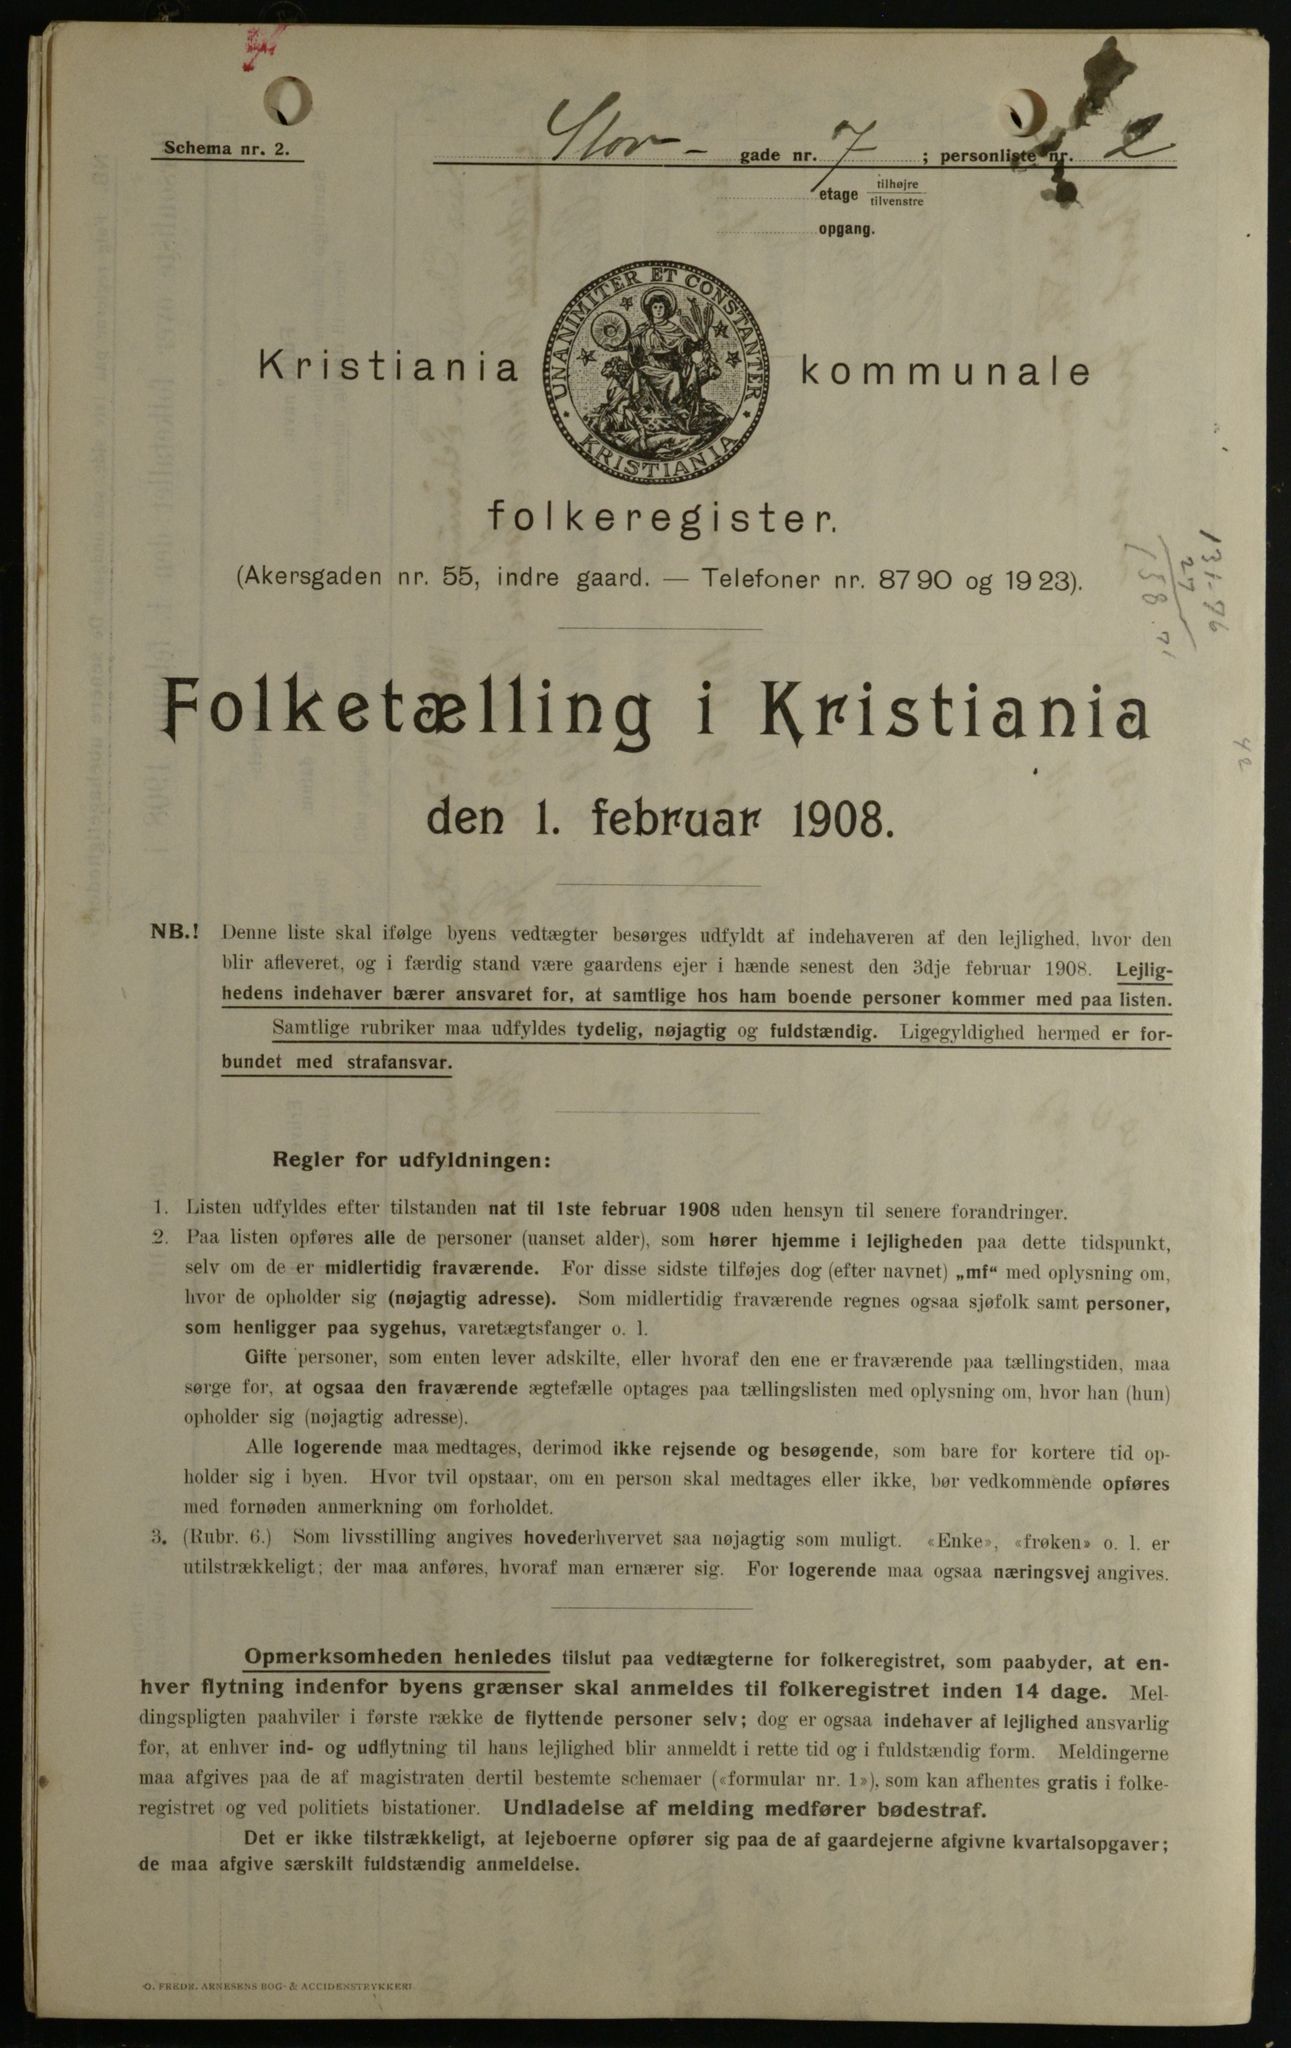 Schema nr. 2.
Stor- gade nr. 7 ; personliste nr. 2
etage tilhøjre
tilvenstre
opgang.
UNANIMITER ET CONSTANTER
KRISTIANIA
Kristiania kommunale
folkeregister.
(Akersgaden nr. 55, indre gaard. — Telefoner nr. 8790 og 1923).
131-76
27
158.71
42
Folketælling i Kristiania
den 1. februar 1908.
NB.! Denne liste skal ifølge byens vedtægter besørges udfyldt af indehaveren af den lejlighed, hvor den
blir afleveret, og i færdig stand være gaardens ejer i hænde senest den 3dje februar 1908. Lejlig-
hedens indehaver bærer ansvaret for, at samtlige hos ham boende personer kommer med paa listen.
Samtlige rubriker maa udfyldes tydelig, nøjagtig og fuldstændig. Ligegyldighed hermed er for-
bundet med strafansvar.
Regler for udfyldningen:
1. Listen udfyldes efter tilstanden nat til 1ste februar 1908 uden hensyn til senere forandringer.
2. Paa listen opføres alle de personer (uanset alder), som hører hjemme i lejligheden paa dette tidspunkt,
selv om de er midlertidig fraværende. For disse sidste tilføjes dog (efter navnet) „mf“ med oplysning om,
hvor de opholder sig (nøjagtig adresse). Som midlertidig fraværende regnes ogsaa sjøfolk samt personer,
som henligger paa sygehus, varetægtsfanger o. l.
Gifte personer, som enten lever adskilte, eller hvoraf den ene er fraværende paa tællingstiden, maa
sørge for, at ogsaa den fraværende ægtefælle optages paa tællingslisten med oplysning om, hvor han (hun)
opholder sig (nøjagtig adresse).
Alle logerende maa medtages, derimod ikke rejsende og besøgende, som bare for kortere tid op-
holder sig i byen. Hvor tvil opstaar, om en person skal medtages eller ikke, bør vedkommende opføres
med fornøden anmerkning om forholdet.
3. (Rubr. 6.) Som livsstilling angives hovederhvervet saa nøjagtig som muligt. «Enke», «frøken» o. l. er
utilstrækkeligt; der maa anføres, hvoraf man ernærer sig. For logerende maa ogsaa næringsvej angives.
Opmerksomheden henledes tilslut paa vedtægterne for folkeregistret, som paabyder, at en-
hver flytning indenfor byens grænser skal anmeldes til folkeregistret inden 14 dage. Mel-
dingspligten paahviler i første række de flyttende personer selv; dog er ogsaa indehaver af lejlighed ansvarlig
for, at enhver ind- og udflytning til hans lejlighed blir anmeldt i rette tid og i fuldstændig form. Meldingerne
maa afgives paa de af magistraten dertil bestemte schemaer («formular nr. 1»), som kan afhentes gratis i folke-
registret og ved politiets bistationer. Undladelse af melding medfører bødestraf.
Det er ikke tilstrækkeligt, at lejeboerne opfører sig paa de af gaardejerne afgivne kvartalsopgaver;
de maa afgive særskilt fuldstændig anmeldelse.
O. FREDR. ARNESENS BOG- & ACCIDENSTRYKKERI